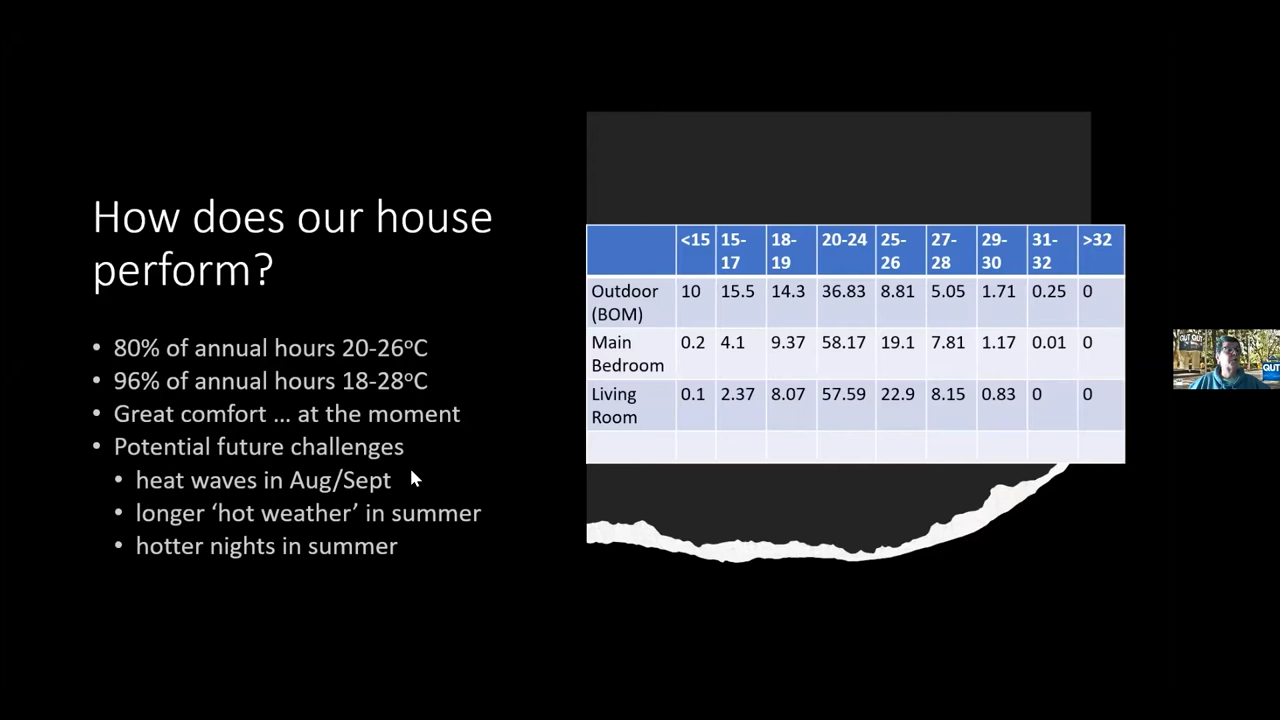 How does our house
perform?
• 80% of annual hours 20-26ºC
• 96% of annual hours 18-28ºC
• Great comfort … at the moment
• Potential future challenges
• heat waves in Aug/Sept
• longer ‘hot weather’ in summer
• hotter nights in summer
<15 15-17 18-19 20-24 25-26 27-28 29-30 31-32 >32
Outdoor (BOM) 10 15.5 14.3 36.83 8.81 5.05 1.71 0.25 0
Main Bedroom 0.2 4.1 9.37 58.17 19.1 7.81 1.17 0.01 0
Living Room 0.1 2.37 8.07 57.59 22.9 8.15 0.83 0 0
QUT QUT
QUT